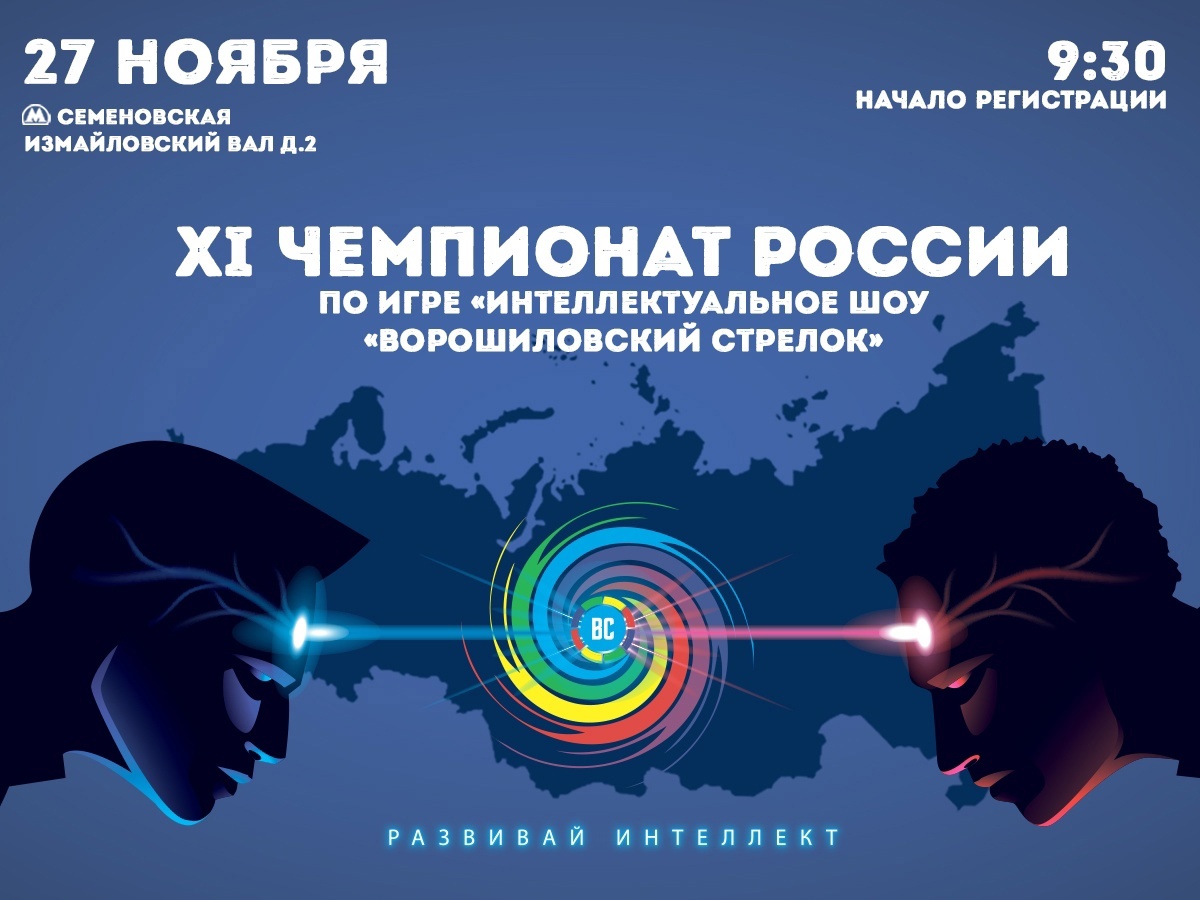 27 НОЯБРЯ
М СЕМЕНОВСКАЯ
ИЗМАЙЛОВСКИЙ ВАЛ Д.2
9:30
НАЧАЛО РЕГИСТРАЦИИ
XI ЧЕМПИОНАТ РОССИИ
ПО ИГРЕ «ИНТЕЛЛЕКТУАЛЬНОЕ ШОУ
«ВОРОШИЛОВСКИЙ СТРЕЛОК»
ВС
РАЗВИВАЙ ИНТЕЛЛЕКТ